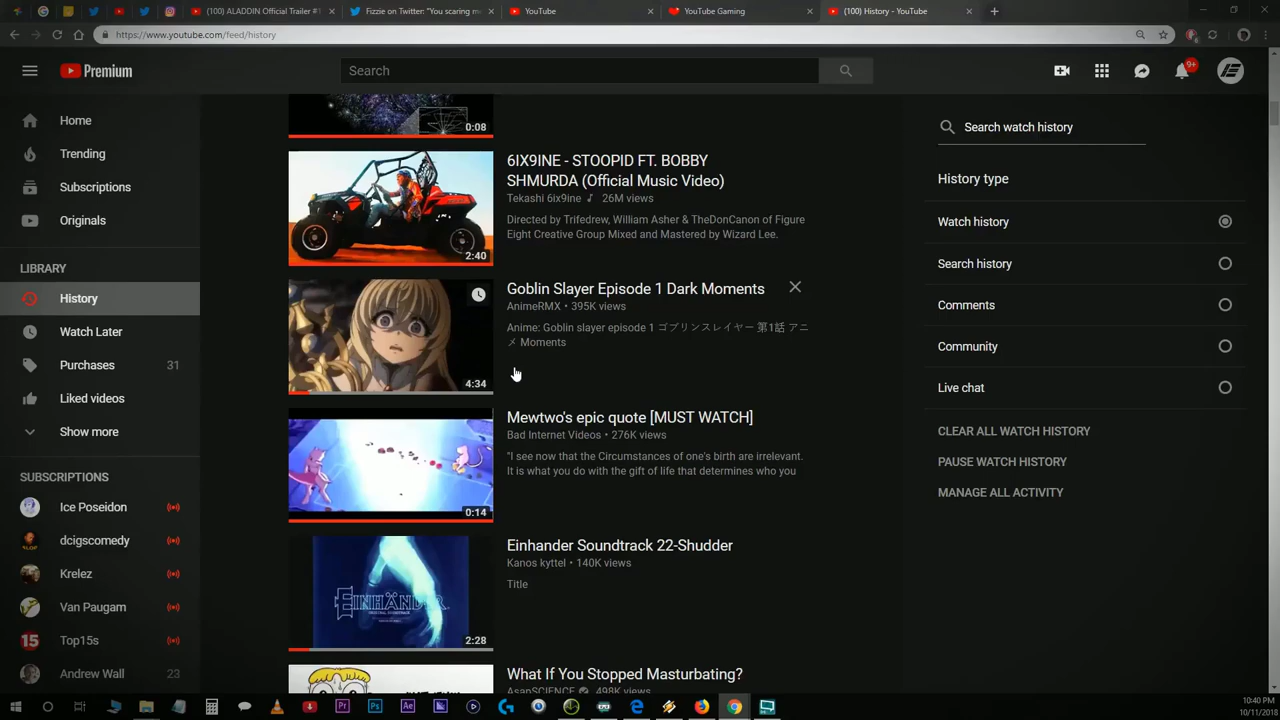 (100) ALADDIN Official Trailer #1
Fizzie on Twitter: "You scaring m
YouTube
YouTube Gaming
(100) History - YouTube
https://www.youtube.com/feed/history
Premium
Search
9+
Home
Trending
Subscriptions
Originals
LIBRARY
History
Watch Later
Purchases 31
Liked videos
Show more
SUBSCRIPTIONS
Ice Poseidon
dcigscomedy
Krelez
Van Paugam
Top15s
Andrew Wall 23
0:08
6IX9INE - STOOPID FT. BOBBY
SHMURDA (Official Music Video)
Tekashi 6ix9ine 26M views
Directed by Trifedrew, William Asher & TheDonCanon of Figure
Eight Creative Group Mixed and Mastered by Wizard Lee.
2:40
Goblin Slayer Episode 1 Dark Moments
AnimeRMX • 395K views
Anime: Goblin slayer episode 1 ゴブリンスレイヤー 第1話 アニ
メ Moments
4:34
Mewtwo's epic quote [MUST WATCH]
Bad Internet Videos • 276K views
"I see now that the Circumstances of one's birth are irrelevant.
It is what you do with the gift of life that determines who you
0:14
Einhander Soundtrack 22-Shudder
Kanos kyttel • 140K views
Title
EINHÄNDER
2:28
What If You Stopped Masturbating?
AsapSCIENCE 498K views
Search watch history
History type
Watch history
Search history
Comments
Community
Live chat
CLEAR ALL WATCH HISTORY
PAUSE WATCH HISTORY
MANAGE ALL ACTIVITY
15
Pr
Ps
Ae
10:40 PM
10/11/2018